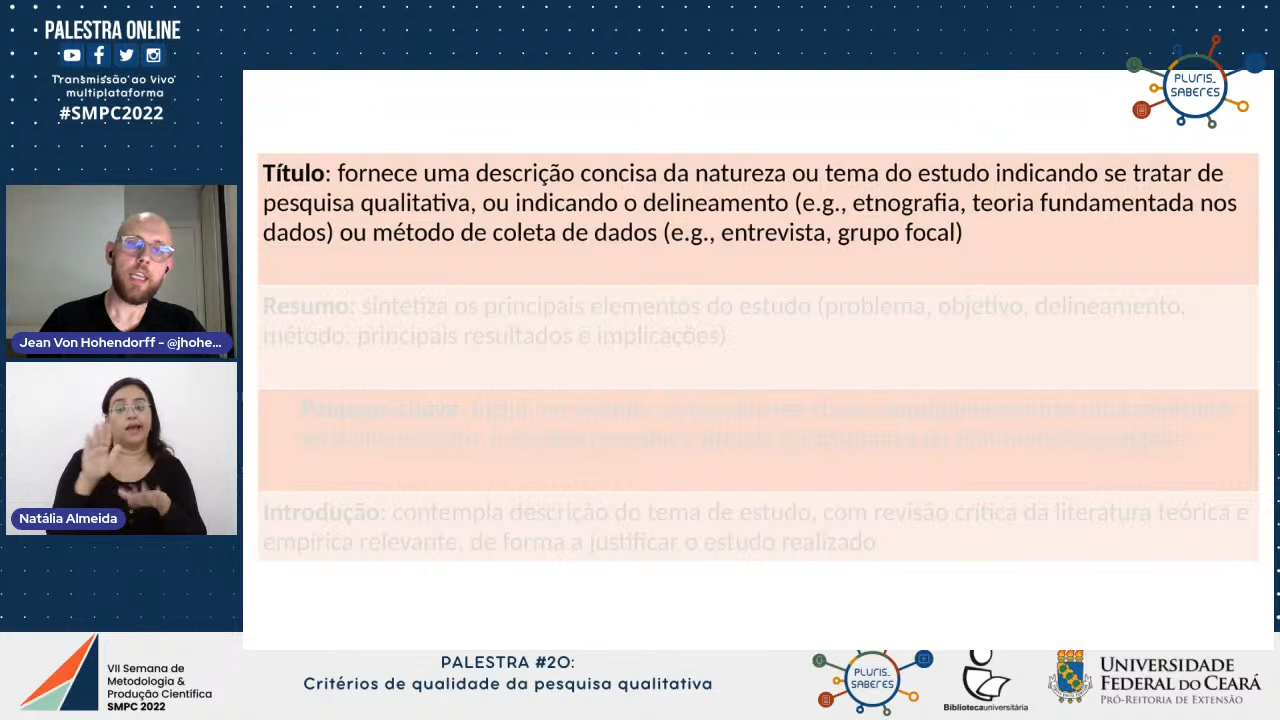 PALESTRA ONLINE
Transmissão ao vivo
multiplataforma
#SMPC2022
PLURIS_
SABERES
Título: fornece uma descrição concisa da natureza ou tema do estudo indicando se tratar de
pesquisa qualitativa, ou indicando o delineamento (e.g., etnografia, teoria fundamentada nos
dados) ou método de coleta de dados (e.g., entrevista, grupo focal)
Resumo: sintetiza os principais elementos do estudo (problema, objetivo, delineamento,
método, principais resultados e implicações)
Introdução: contempla descrição do tema de estudo, com revisão crítica da literatura teórica e
empírica relevante, de forma a justificar o estudo realizado
Jean Von Hohendorff - @jhohe...
Natália Almeida
VII Semana de
Metodologia &
Produção Científica
SMPC 2022
PALESTRA #20:
Critérios de qualidade da pesquisa qualitativa
PLURIS_
SABERES
Bibliotecauniversitária
UNIVERSIDADE
FEDERAL DO CEARÁ
PRÓ-REITORIA DE EXTENSÃO